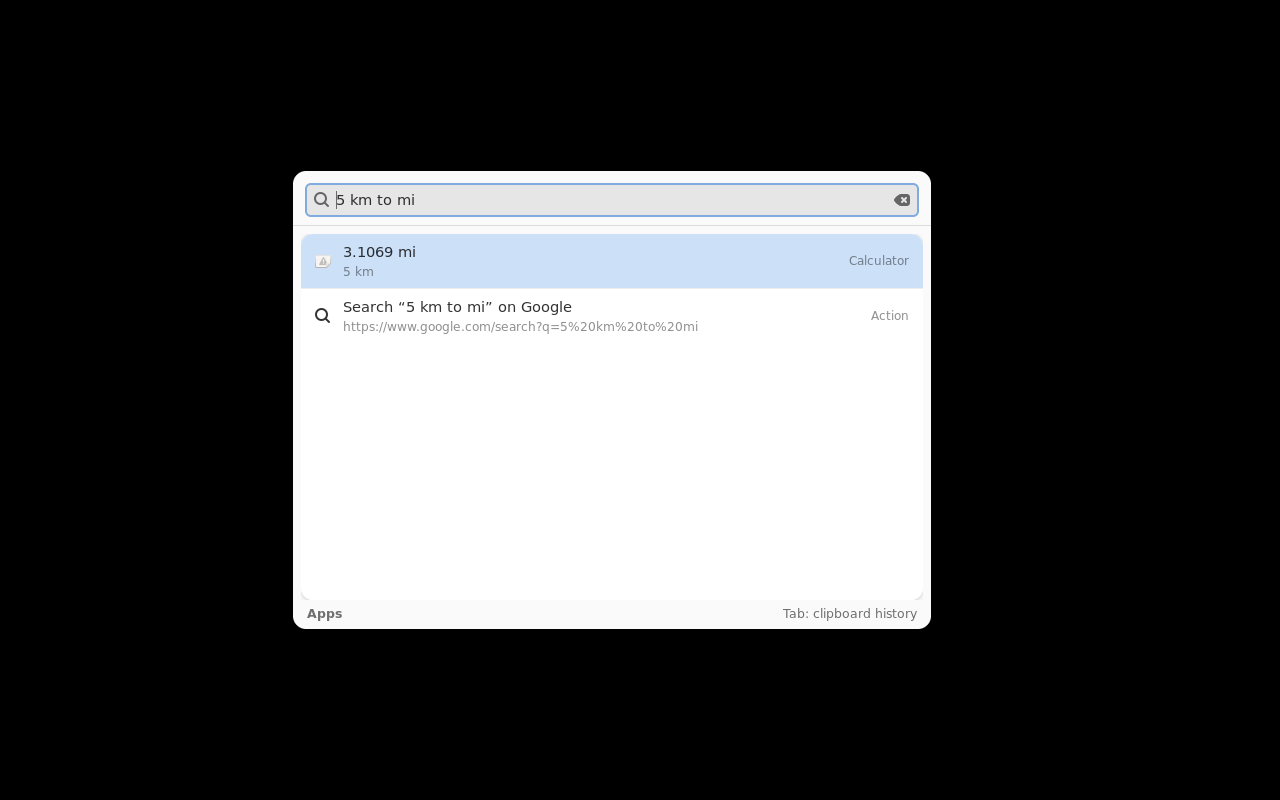 5 km to mi
3.1069 mi
5 km
Calculator
Search “5 km to mi” on Google
https://www.google.com/search?q=5%20km%20to%20mi
Action
Apps
Tab: clipboard history